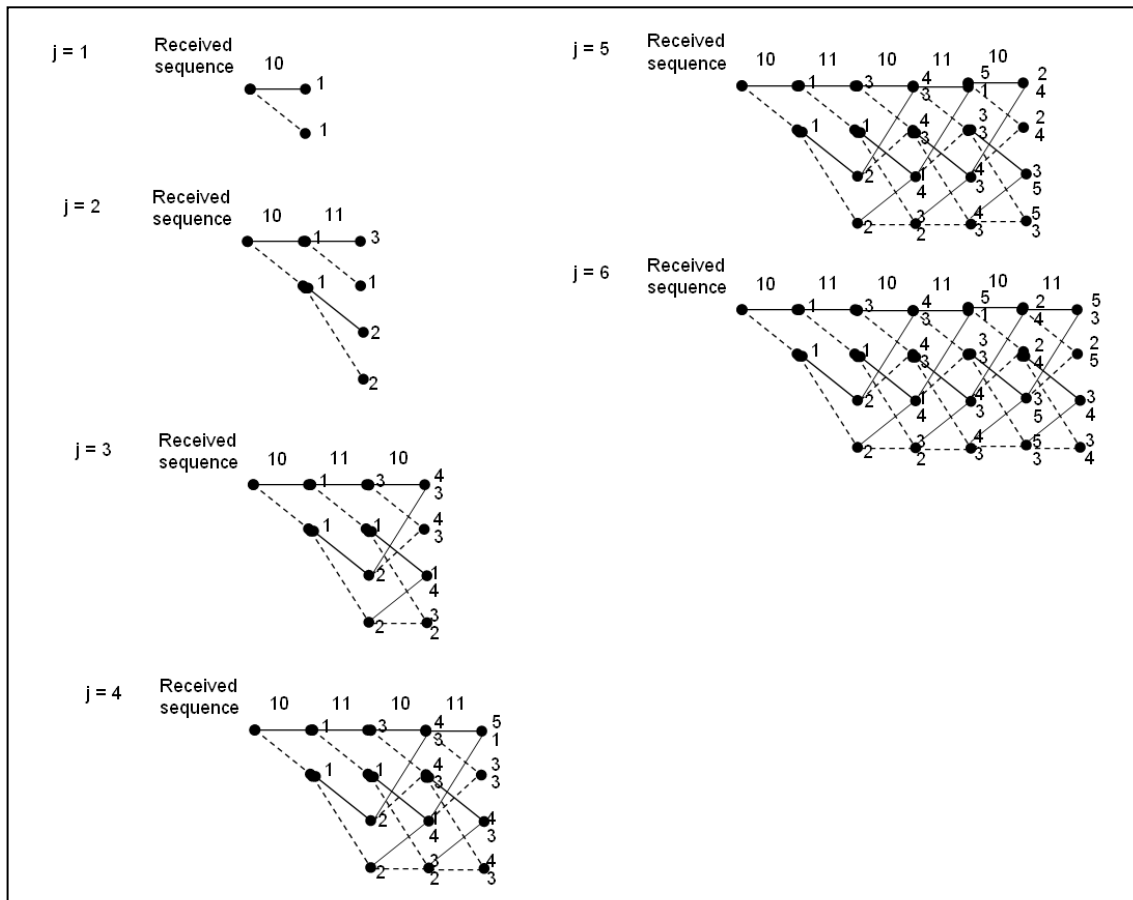 j = 1
Received
sequence
10
1
1
j = 2
Received
sequence
10 11
1 3
1 1
2
2
j = 3
Received
sequence
10 11 10
1 3 4
3
1 1 4
3
2 1
4
2 3
2
j = 4
Received
sequence
10 11 10 11
1 3 4 5
3 1
1 1 4 3
3 3
2 1 4
4 3
2 3 4
2 3
j = 5
Received
sequence
10 11 10 11 10
1 3 4 5 2
3 1 4
1 1 4 3 2
3 3 4
2 1 4 3
4 3 5
2 3 4 5
2 3 3
j = 6
Received
sequence
10 11 10 11 10 11
1 3 4 5 2 5
3 1 4 3
1 1 4 3 2 2
3 3 4 5
2 1 4 3 3
4 3 5 4
2 3 4 5 3
2 3 3 4